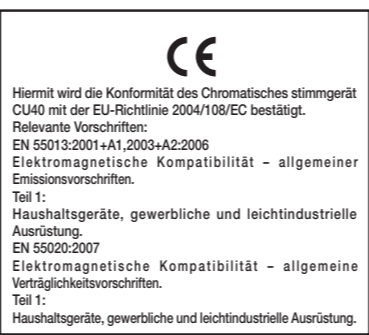 CE
Hiermit wird die Konformität des Chromatisches stimmgerät
CU40 mit der EU-Richtlinie 2004/108/EC bestätigt.
Relevante Vorschriften:
EN 55013:2001+A1,2003+A2:2006
Elektromagnetische Kompatibilität – allgemeiner
Emissionsvorschriften.
Teil 1:
Haushaltsgeräte, gewerbliche und leichtindustrielle
Ausrüstung.
EN 55020:2007
Elektromagnetische Kompatibilität – allgemeine
Verträglichkeitsvorschriften.
Teil 1:
Haushaltsgeräte, gewerbliche und leichtindustrielle Ausrüstung.